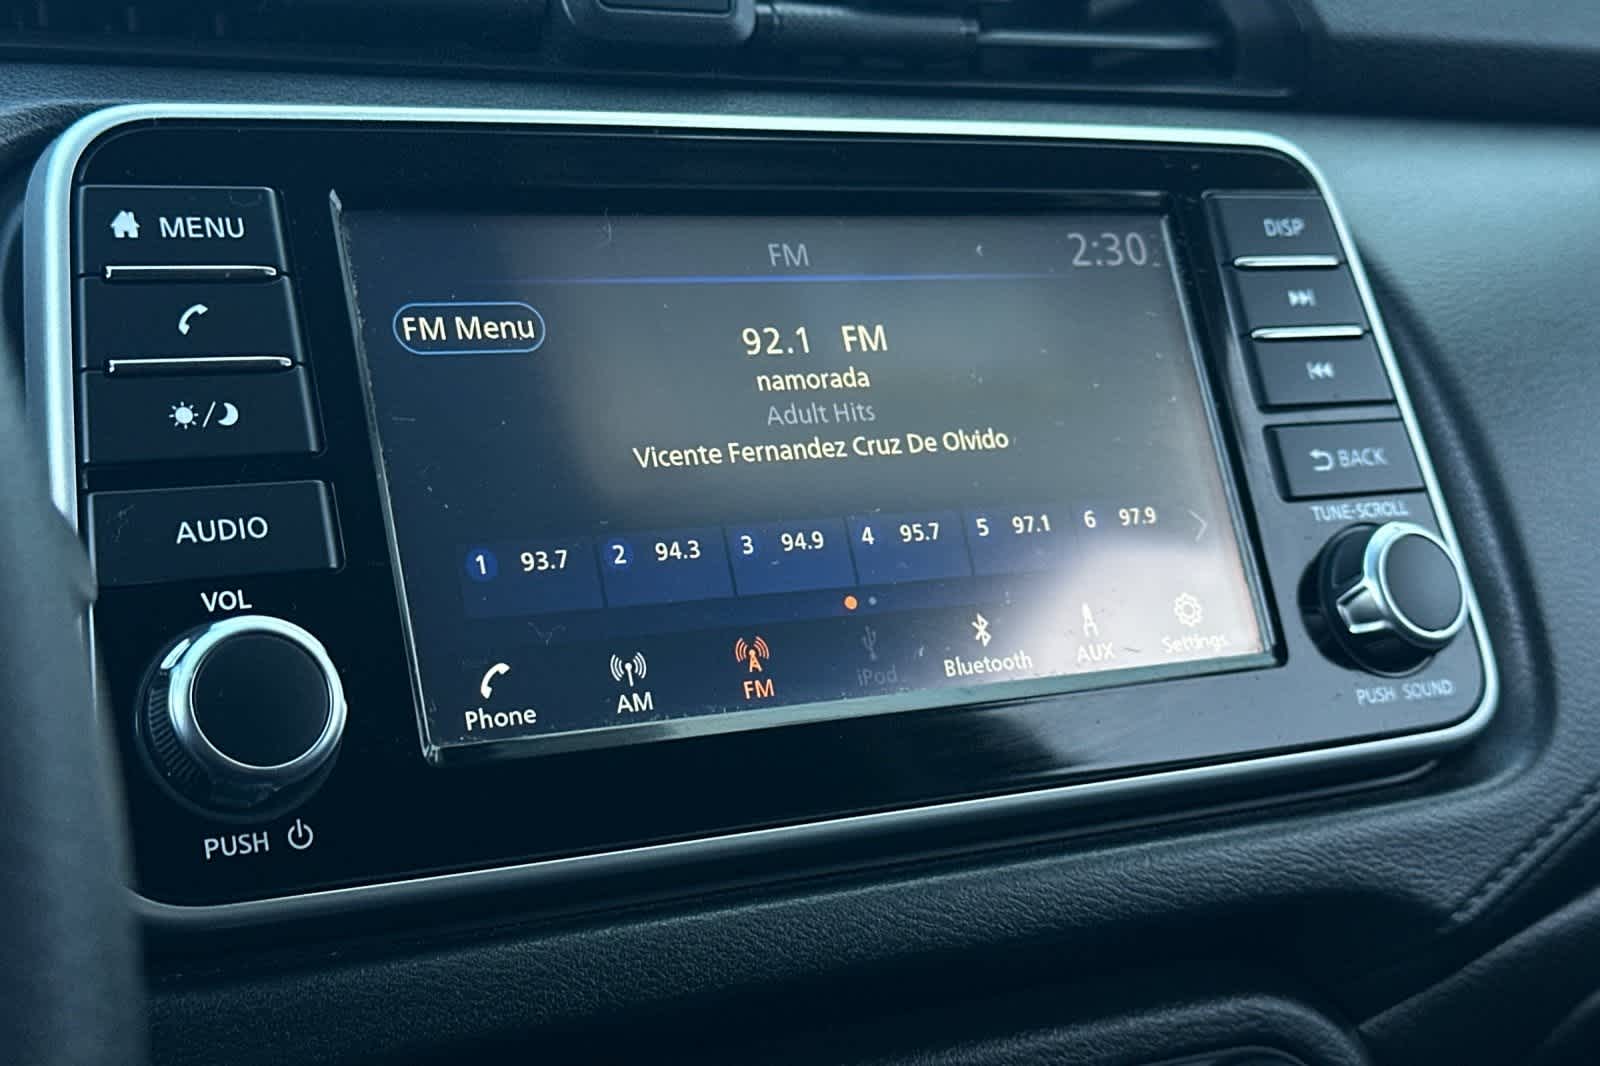 MENU
AUDIO
VOL
PUSH
FM
2:30
FM Menu
92.1 FM
namorada
Adult Hits
Vicente Fernandez Cruz De Olvido
1 93.7 2 94.3 3 94.9 4 95.7 5 97.1 6 97.9
Phone AM FM iPod Bluetooth AUX Settings
DISP
BACK
TUNE-SCROLL
PUSH SOUND